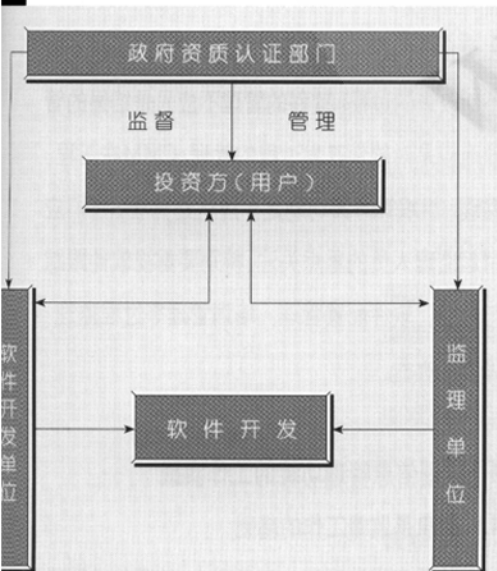 政府资质认证部门
监督 管理
投资方(用户)
软件开发单位
软件开发
监理单位